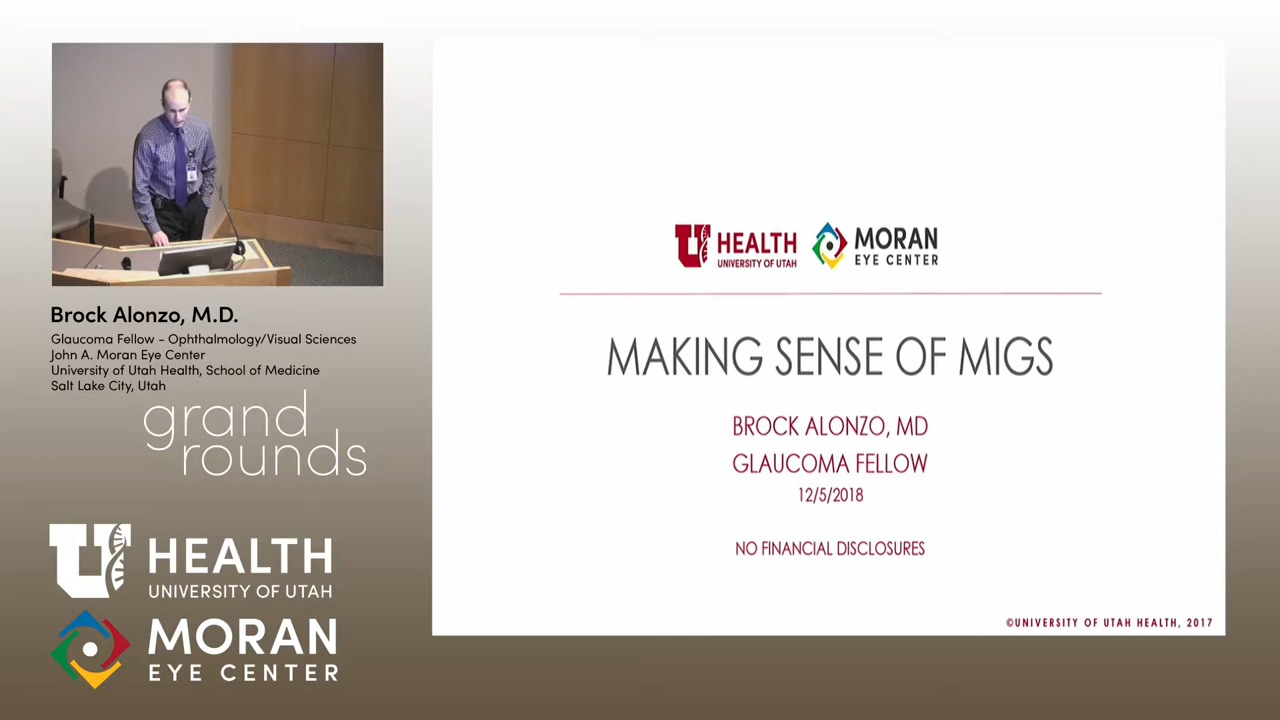 Brock Alonzo, M.D.
Glaucoma Fellow - Ophthalmology/Visual Sciences
John A. Moran Eye Center
University of Utah Health, School of Medicine
Salt Lake City, Utah
grand
rounds
U HEALTH
UNIVERSITY OF UTAH
MORAN
EYE CENTER
U HEALTH
UNIVERSITY OF UTAH
MORAN
EYE CENTER
MAKING SENSE OF MIGS
BROCK ALONZO, MD
GLAUCOMA FELLOW
12/5/2018
NO FINANCIAL DISCLOSURES
©UNIVERSITY OF UTAH HEALTH, 2017